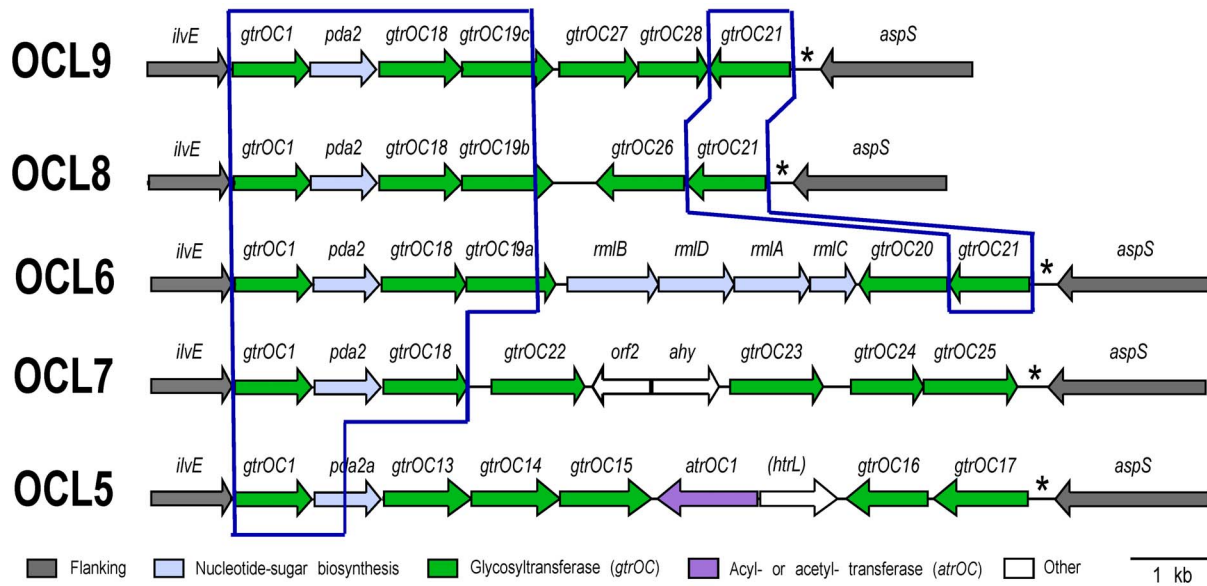 OCL9 ilvE gtrOC1 pda2 gtrOC18 gtrOC19c gtrOC27 gtrOC28 gtrOC21 * aspS
OCL8 ilvE gtrOC1 pda2 gtrOC18 gtrOC19b gtrOC26 gtrOC21 * aspS
OCL6 ilvE gtrOC1 pda2 gtrOC18 gtrOC19a rmlB rmlD rmlA rmlC gtrOC20 gtrOC21 * aspS
OCL7 ilvE gtrOC1 pda2 gtrOC18 gtrOC22 orf2 ahy gtrOC23 gtrOC24 gtrOC25 * aspS
OCL5 ilvE gtrOC1 pda2a gtrOC13 gtrOC14 gtrOC15 atrOC1 (htrL) gtrOC16 gtrOC17 * aspS
Flanking Nucleotide-sugar biosynthesis Glycosyltransferase (gtrOC) Acyl- or acetyl- transferase (atrOC) Other 1 kb